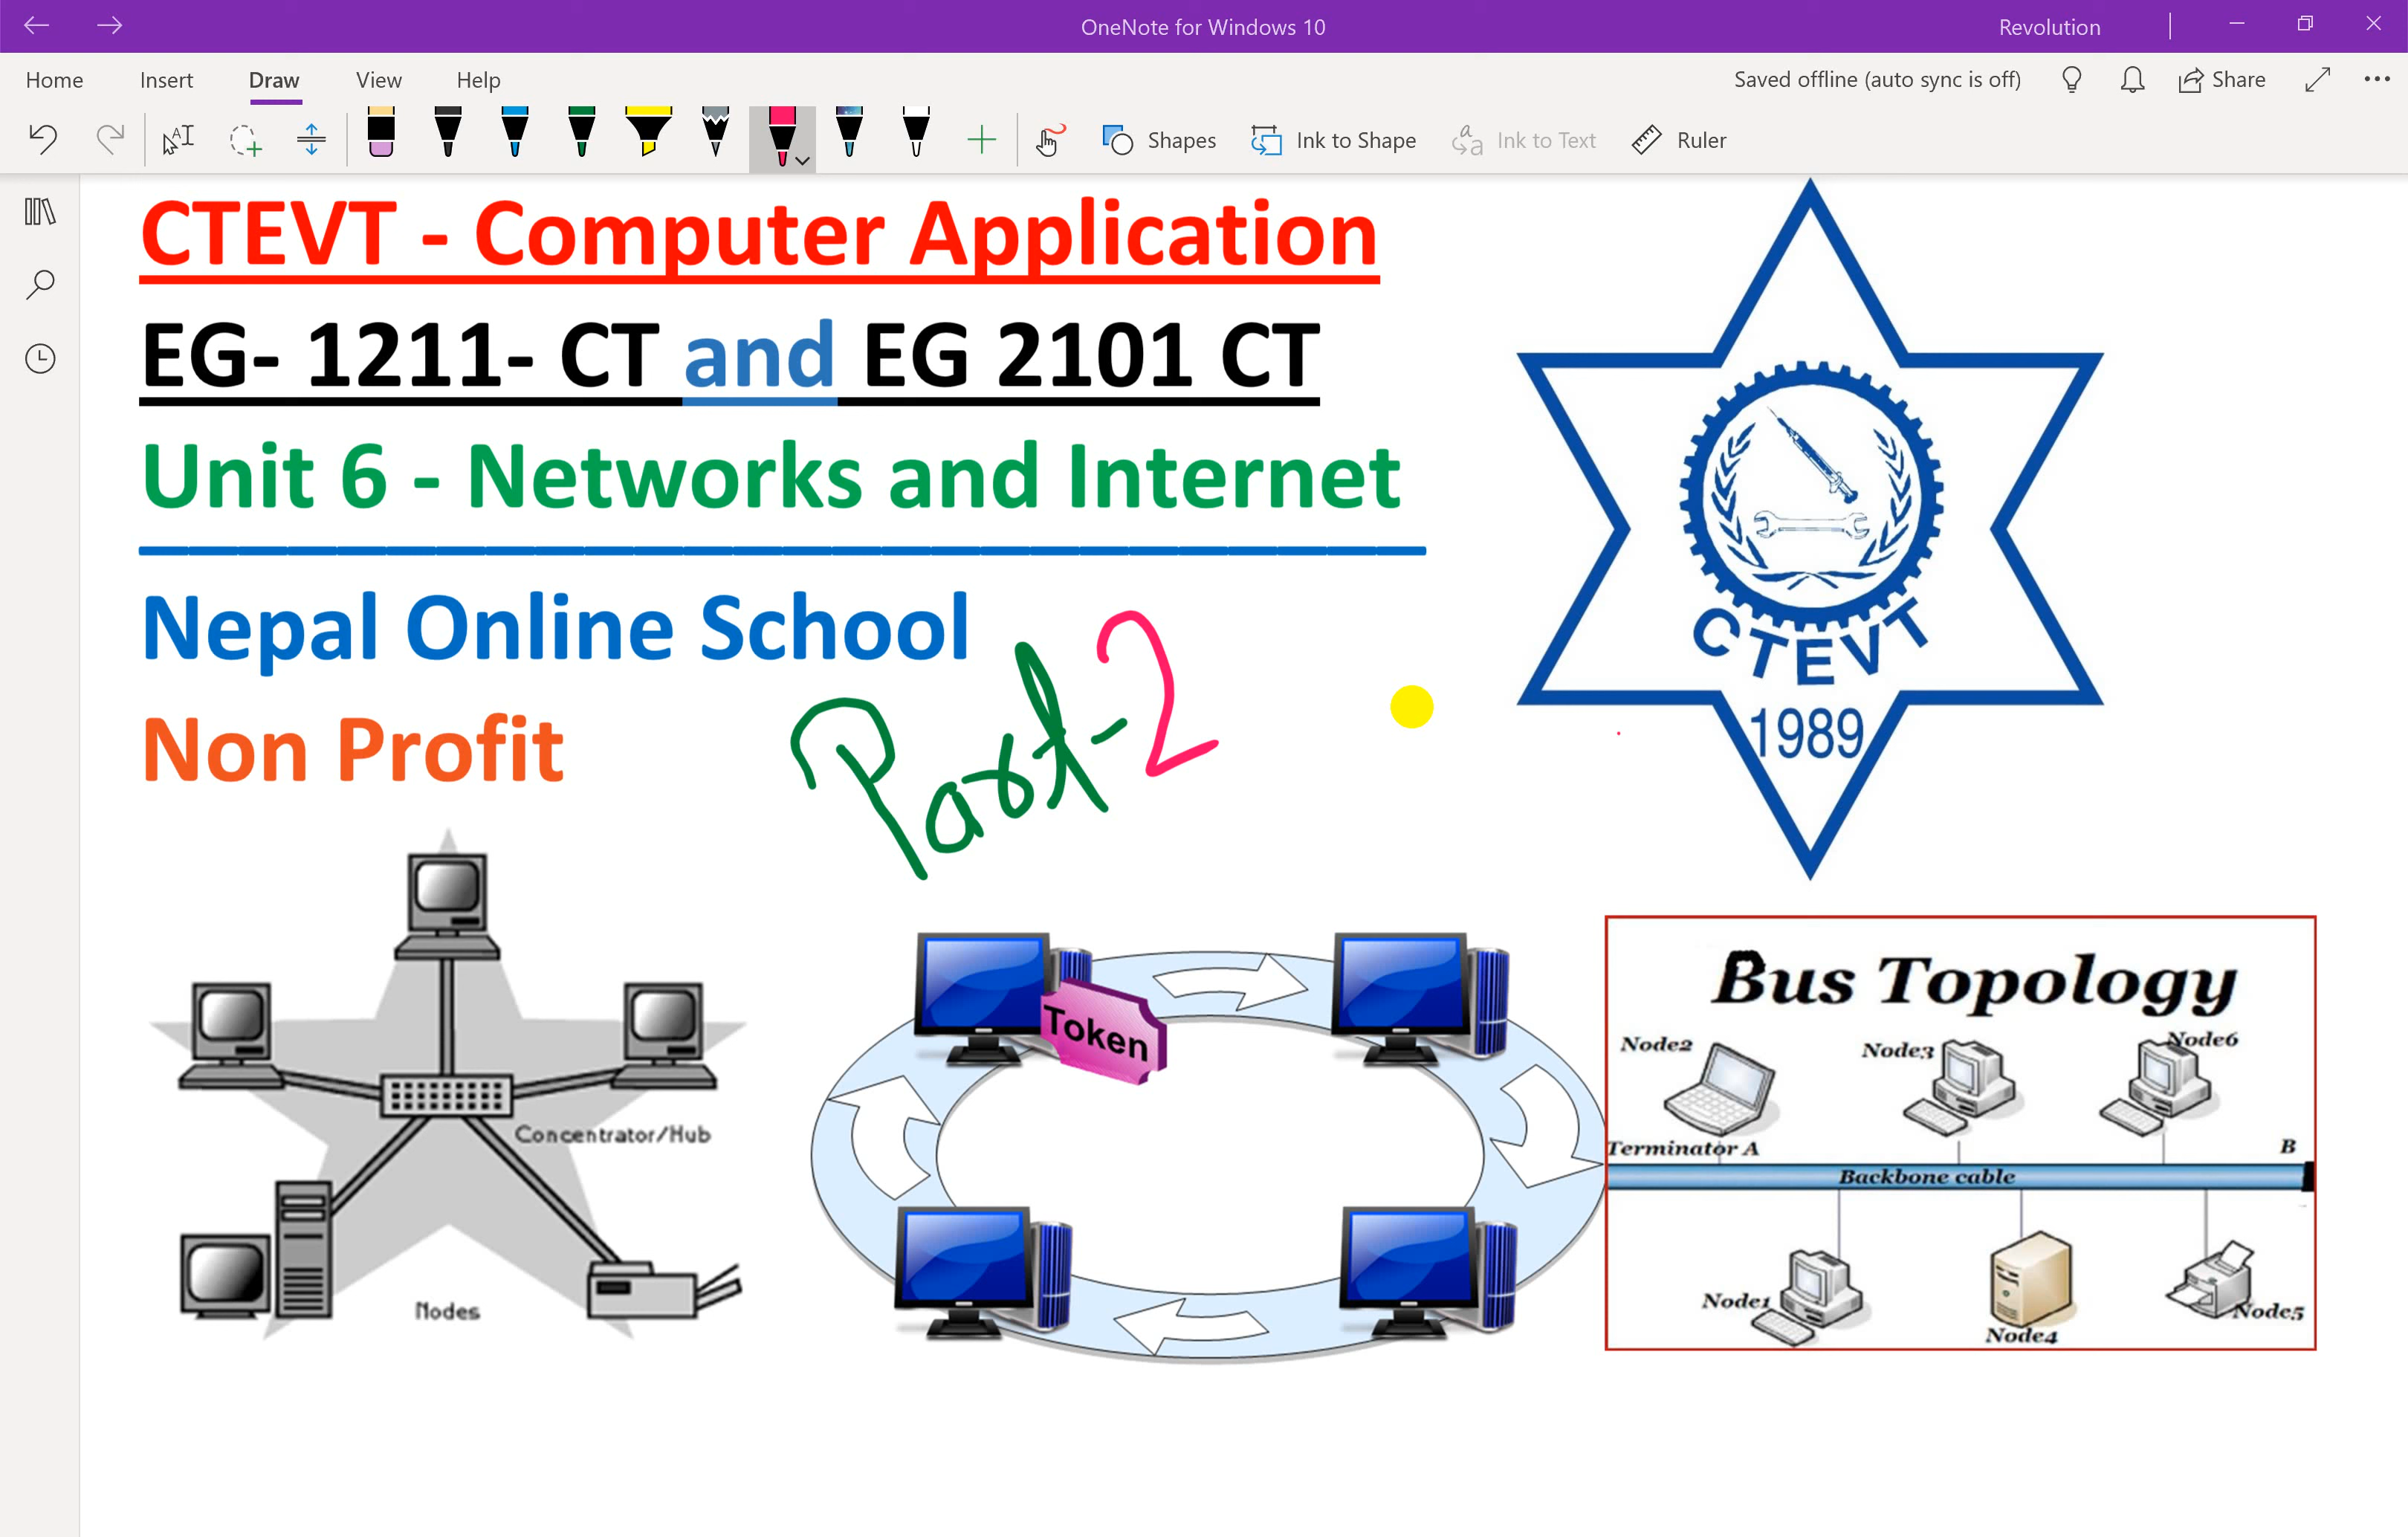 OneNote for Windows 10
Revolution
Home Insert Draw View Help
Saved offline (auto sync is off)
Share
Shapes
Ink to Shape
Ink to Text
Ruler
CTEVT - Computer Application
EG- 1211- CT and EG 2101 CT
Unit 6 - Networks and Internet
Nepal Online School
Non Profit
Part-2
CTEVT
1989
Concentrator/Hub
Nodes
Token
Bus Topology
Node2
Node3
Node6
Terminator A
B
Backbone cable
Node1
Node4
Node5